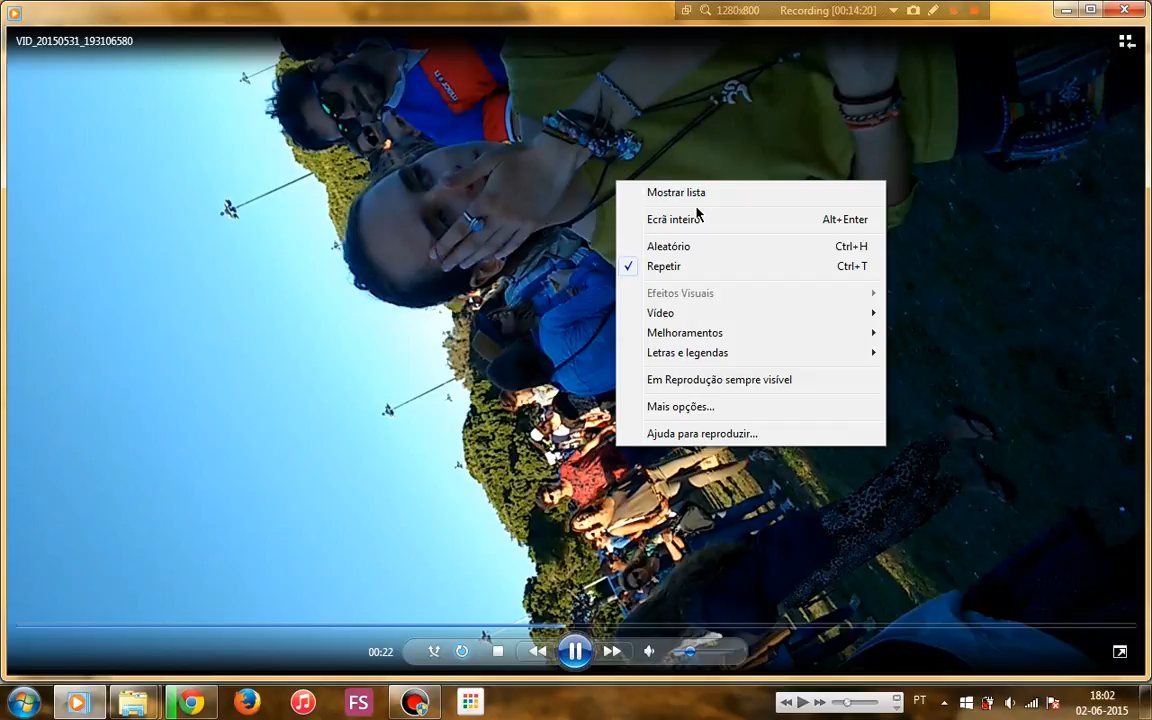 1280x800
Recording [00:14:20]
VID_20150531_193106580
Mostrar lista
Ecrã inteiro Alt+Enter
Aleatório Ctrl+H
Repetir Ctrl+T
Efeitos Visuais
Vídeo
Melhoramentos
Letras e legendas
Em Reprodução sempre visível
Mais opções...
Ajuda para reproduzir...
00:22
FS
PT
18:02
02-06-2015